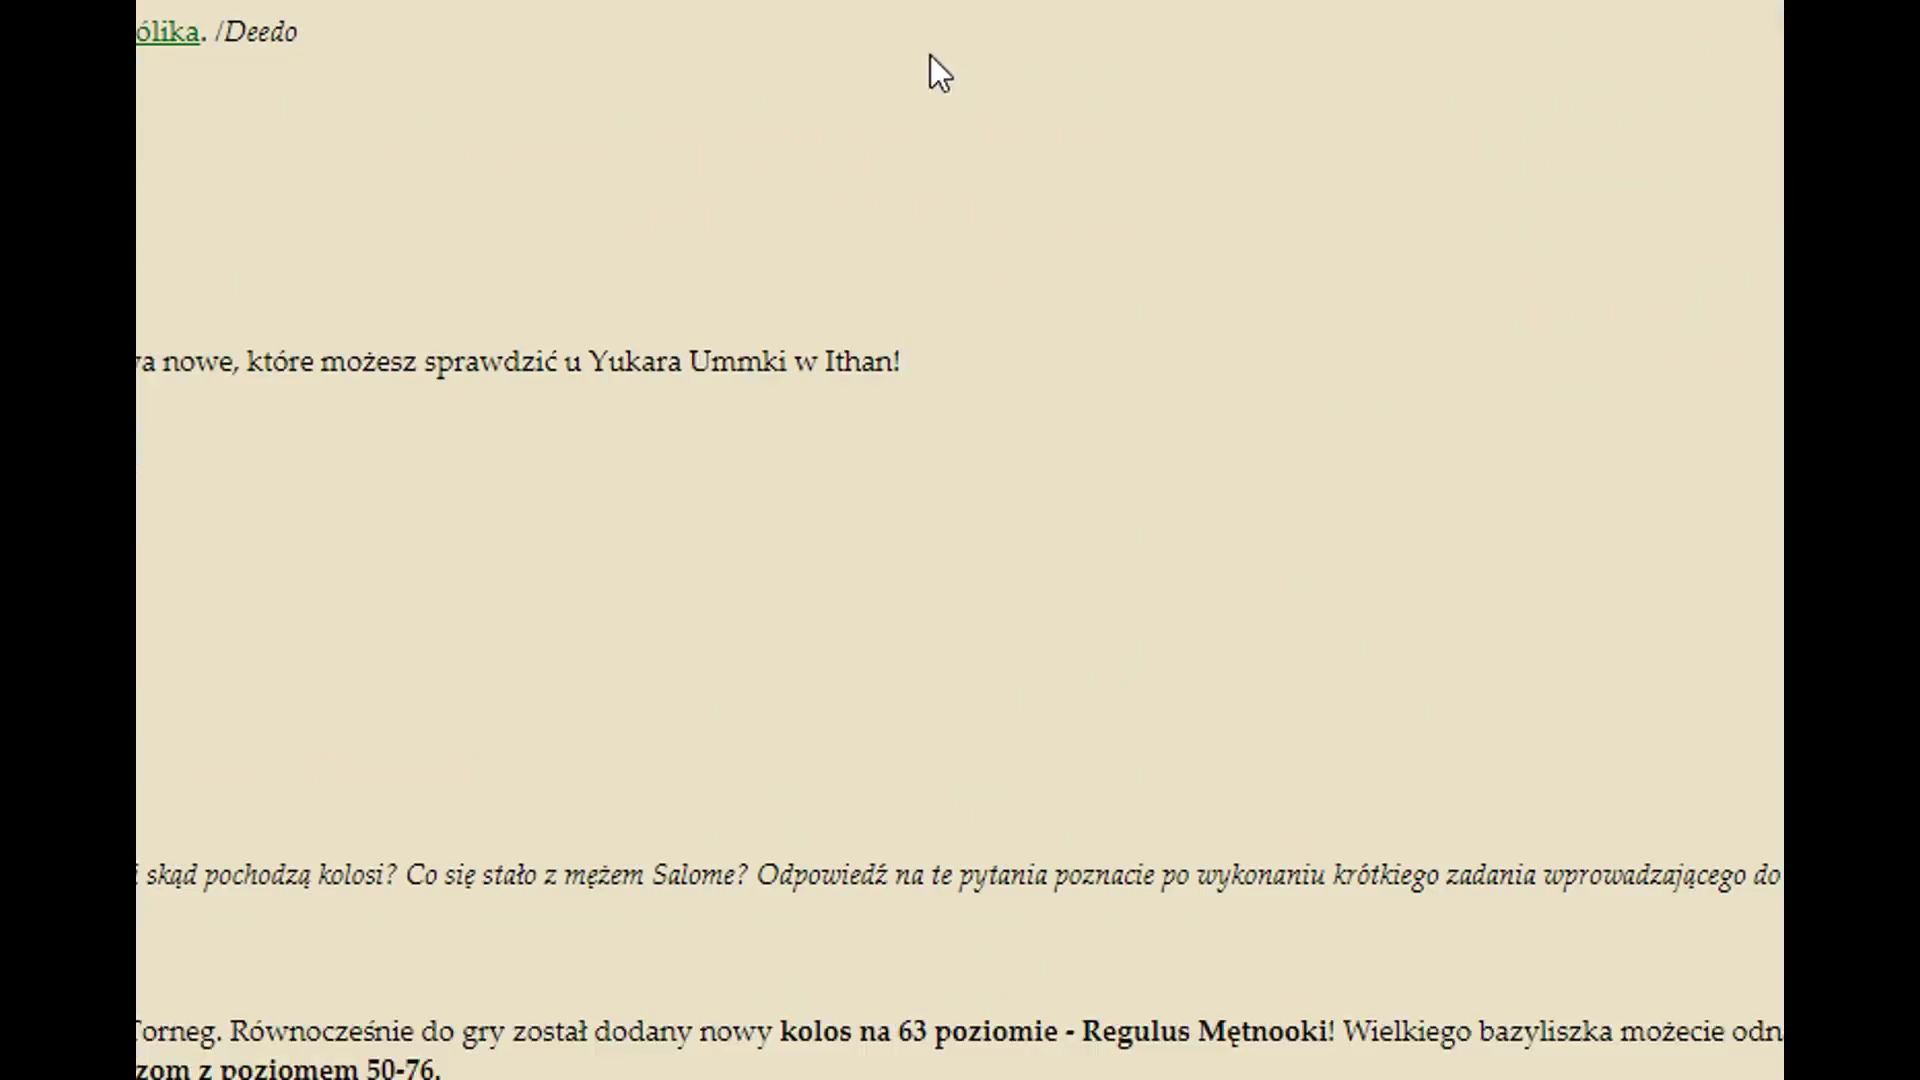 ólika. /Deedo
a nowe, które możesz sprawdzić u Yukara Ummki w Ithan!
i skąd pochodzą kolosi? Co się stało z mężem Salome? Odpowiedź na te pytania poznacie po wykonaniu krótkiego zadania wprowadzającego do
Torneg. Równocześnie do gry został dodany nowy kolos na 63 poziomie - Regulus Mętnooki! Wielkiego bazyliszka możecie odn
zom z poziomem 50-76.